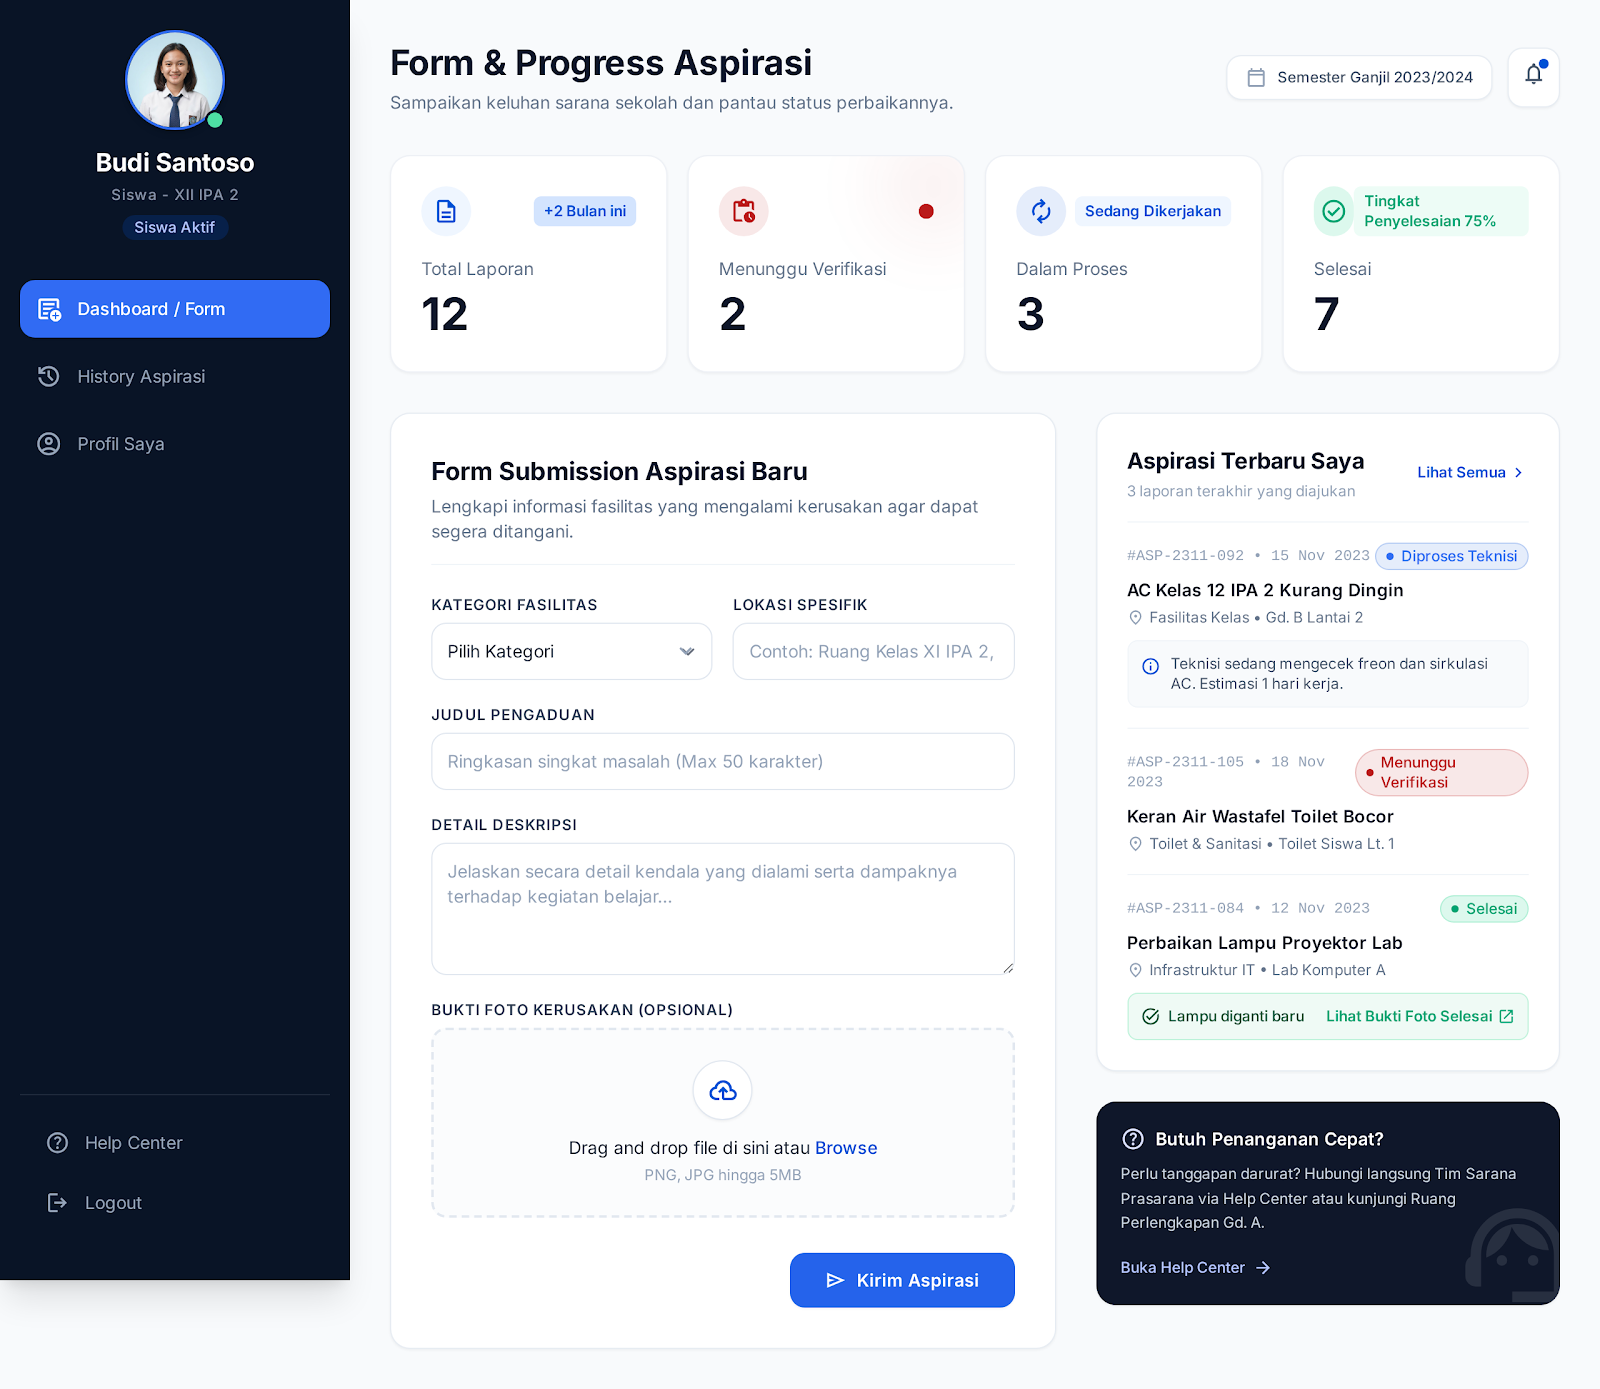 Budi Santoso
Siswa - XII IPA 2
Siswa Aktif
Dashboard / Form
History Aspirasi
Profil Saya
Help Center
Logout
Form & Progress Aspirasi
Sampaikan keluhan sarana sekolah dan pantau status perbaikannya.
Semester Ganjil 2023/2024
+2 Bulan ini
Total Laporan
12
Menunggu Verifikasi
2
Sedang Dikerjakan
Dalam Proses
3
Tingkat
Penyelesaian 75%
Selesai
7
Form Submission Aspirasi Baru
Lengkapi informasi fasilitas yang mengalami kerusakan agar dapat
segera ditangani.
KATEGORI FASILITAS
Pilih Kategori
LOKASI SPESIFIK
Contoh: Ruang Kelas XI IPA 2,
JUDUL PENGADUAN
Ringkasan singkat masalah (Max 50 karakter)
DETAIL DESKRIPSI
Jelaskan secara detail kendala yang dialami serta dampaknya
terhadap kegiatan belajar...
BUKTI FOTO KERUSAKAN (OPSIONAL)
Drag and drop file di sini atau Browse
PNG, JPG hingga 5MB
Kirim Aspirasi
Aspirasi Terbaru Saya
3 laporan terakhir yang diajukan
Lihat Semua
#ASP-2311-092 • 15 Nov 2023
Diproses Teknisi
AC Kelas 12 IPA 2 Kurang Dingin
Fasilitas Kelas • Gd. B Lantai 2
Teknisi sedang mengecek freon dan sirkulasi
AC. Estimasi 1 hari kerja.
#ASP-2311-105 • 18 Nov
2023
Menunggu
Verifikasi
Keran Air Wastafel Toilet Bocor
Toilet & Sanitasi • Toilet Siswa Lt. 1
#ASP-2311-084 • 12 Nov 2023
Selesai
Perbaikan Lampu Proyektor Lab
Infrastruktur IT • Lab Komputer A
Lampu diganti baru
Lihat Bukti Foto Selesai
Butuh Penanganan Cepat?
Perlu tanggapan darurat? Hubungi langsung Tim Sarana
Prasarana via Help Center atau kunjungi Ruang
Perlengkapan Gd. A.
Buka Help Center